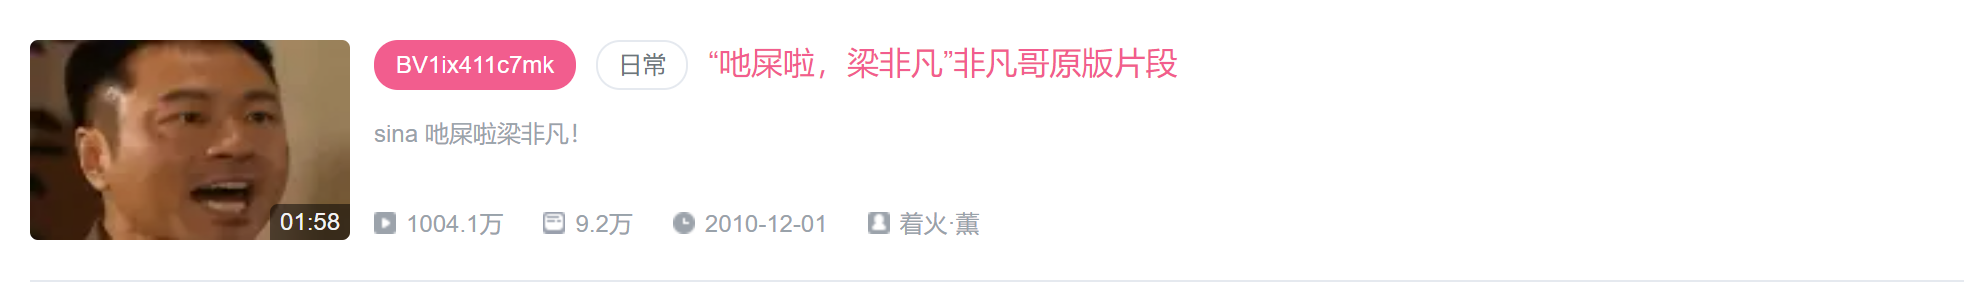 BV1ix411c7mk 日常 “吔屎啦，梁非凡”非凡哥原版片段
sina 吔屎啦梁非凡！
01:58 1004.1万 9.2万 2010-12-01 着火·薰